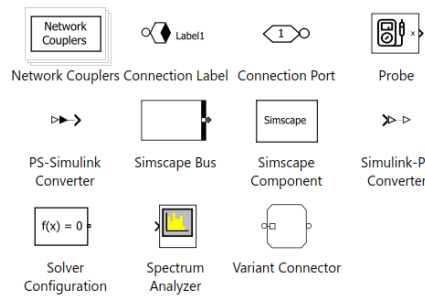 Network
Couplers
Label1
1
x
Network Couplers
Connection Label
Connection Port
Probe
Simscape
PS-Simulink
Converter
Simscape Bus
Simscape
Component
Simulink-P
Converter
f(x) = 0
Solver
Configuration
Spectrum
Analyzer
Variant Connector